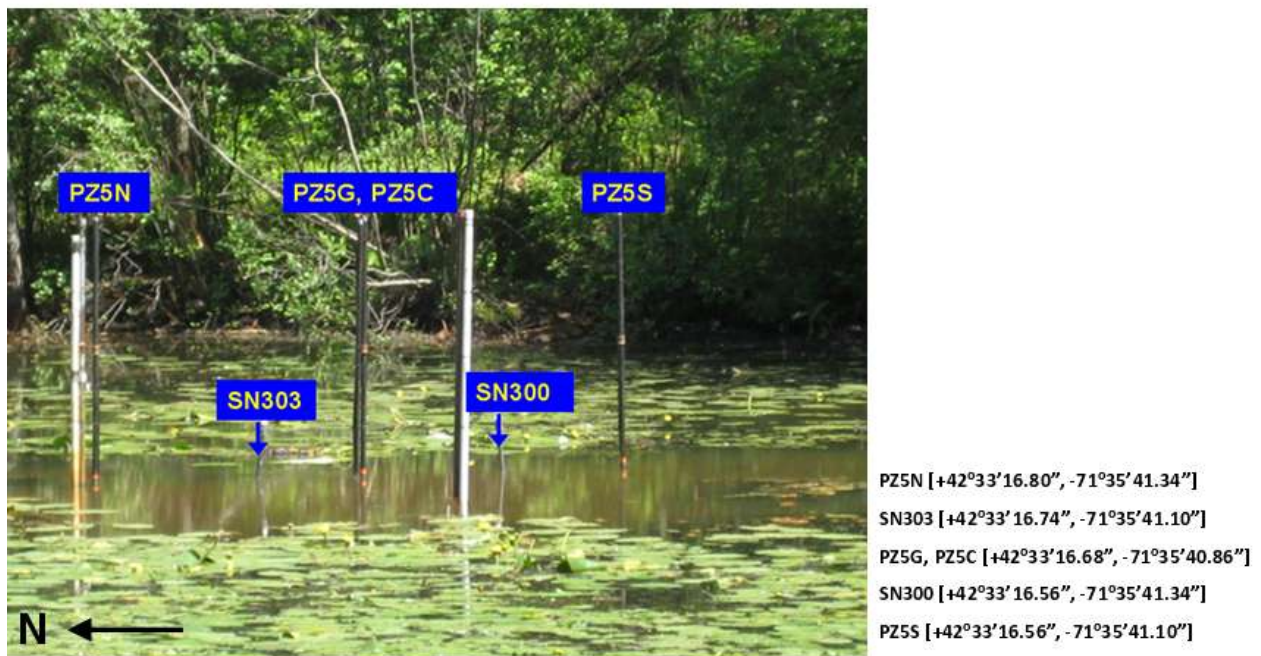 PZ5N
PZ5G, PZ5C
PZ5S
SN303
SN300
N
PZ5N [+42°33’16.80”, -71°35’41.34”]
SN303 [+42°33’16.74”, -71°35’41.10”]
PZ5G, PZ5C [+42°33’16.68”, -71°35’40.86”]
SN300 [+42°33’16.56”, -71°35’41.34”]
PZ5S [+42°33’16.56”, -71°35’41.10”]